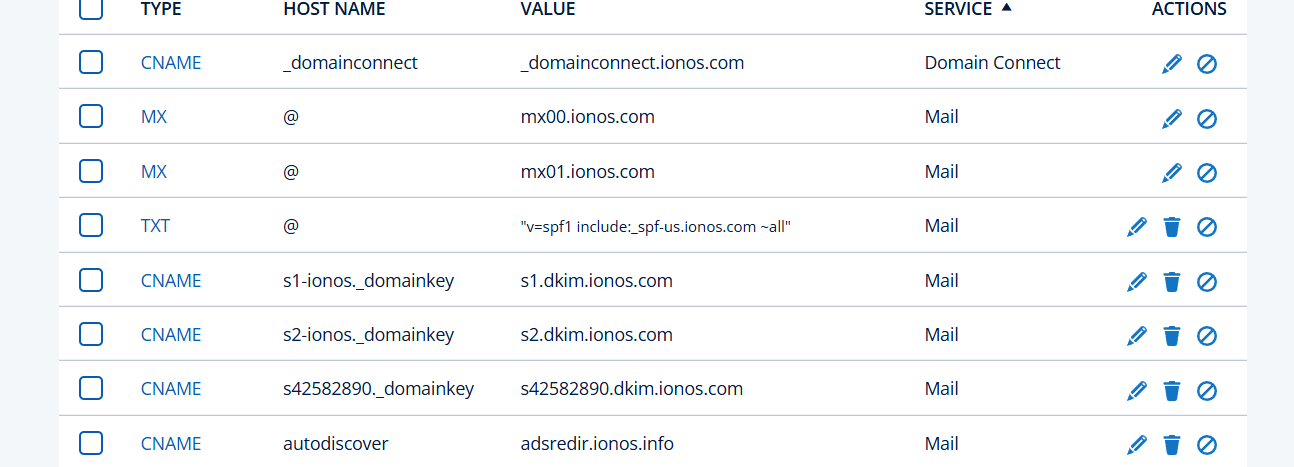 TYPE HOST NAME VALUE SERVICE ACTIONS
CNAME _domainconnect _domainconnect.ionos.com Domain Connect
MX @ mx00.ionos.com Mail
MX @ mx01.ionos.com Mail
TXT @ "v=spf1 include:_spf-us.ionos.com ~all" Mail
CNAME s1-ionos._domainkey s1.dkim.ionos.com Mail
CNAME s2-ionos._domainkey s2.dkim.ionos.com Mail
CNAME s42582890._domainkey s42582890.dkim.ionos.com Mail
CNAME autodiscover adsredir.ionos.info Mail